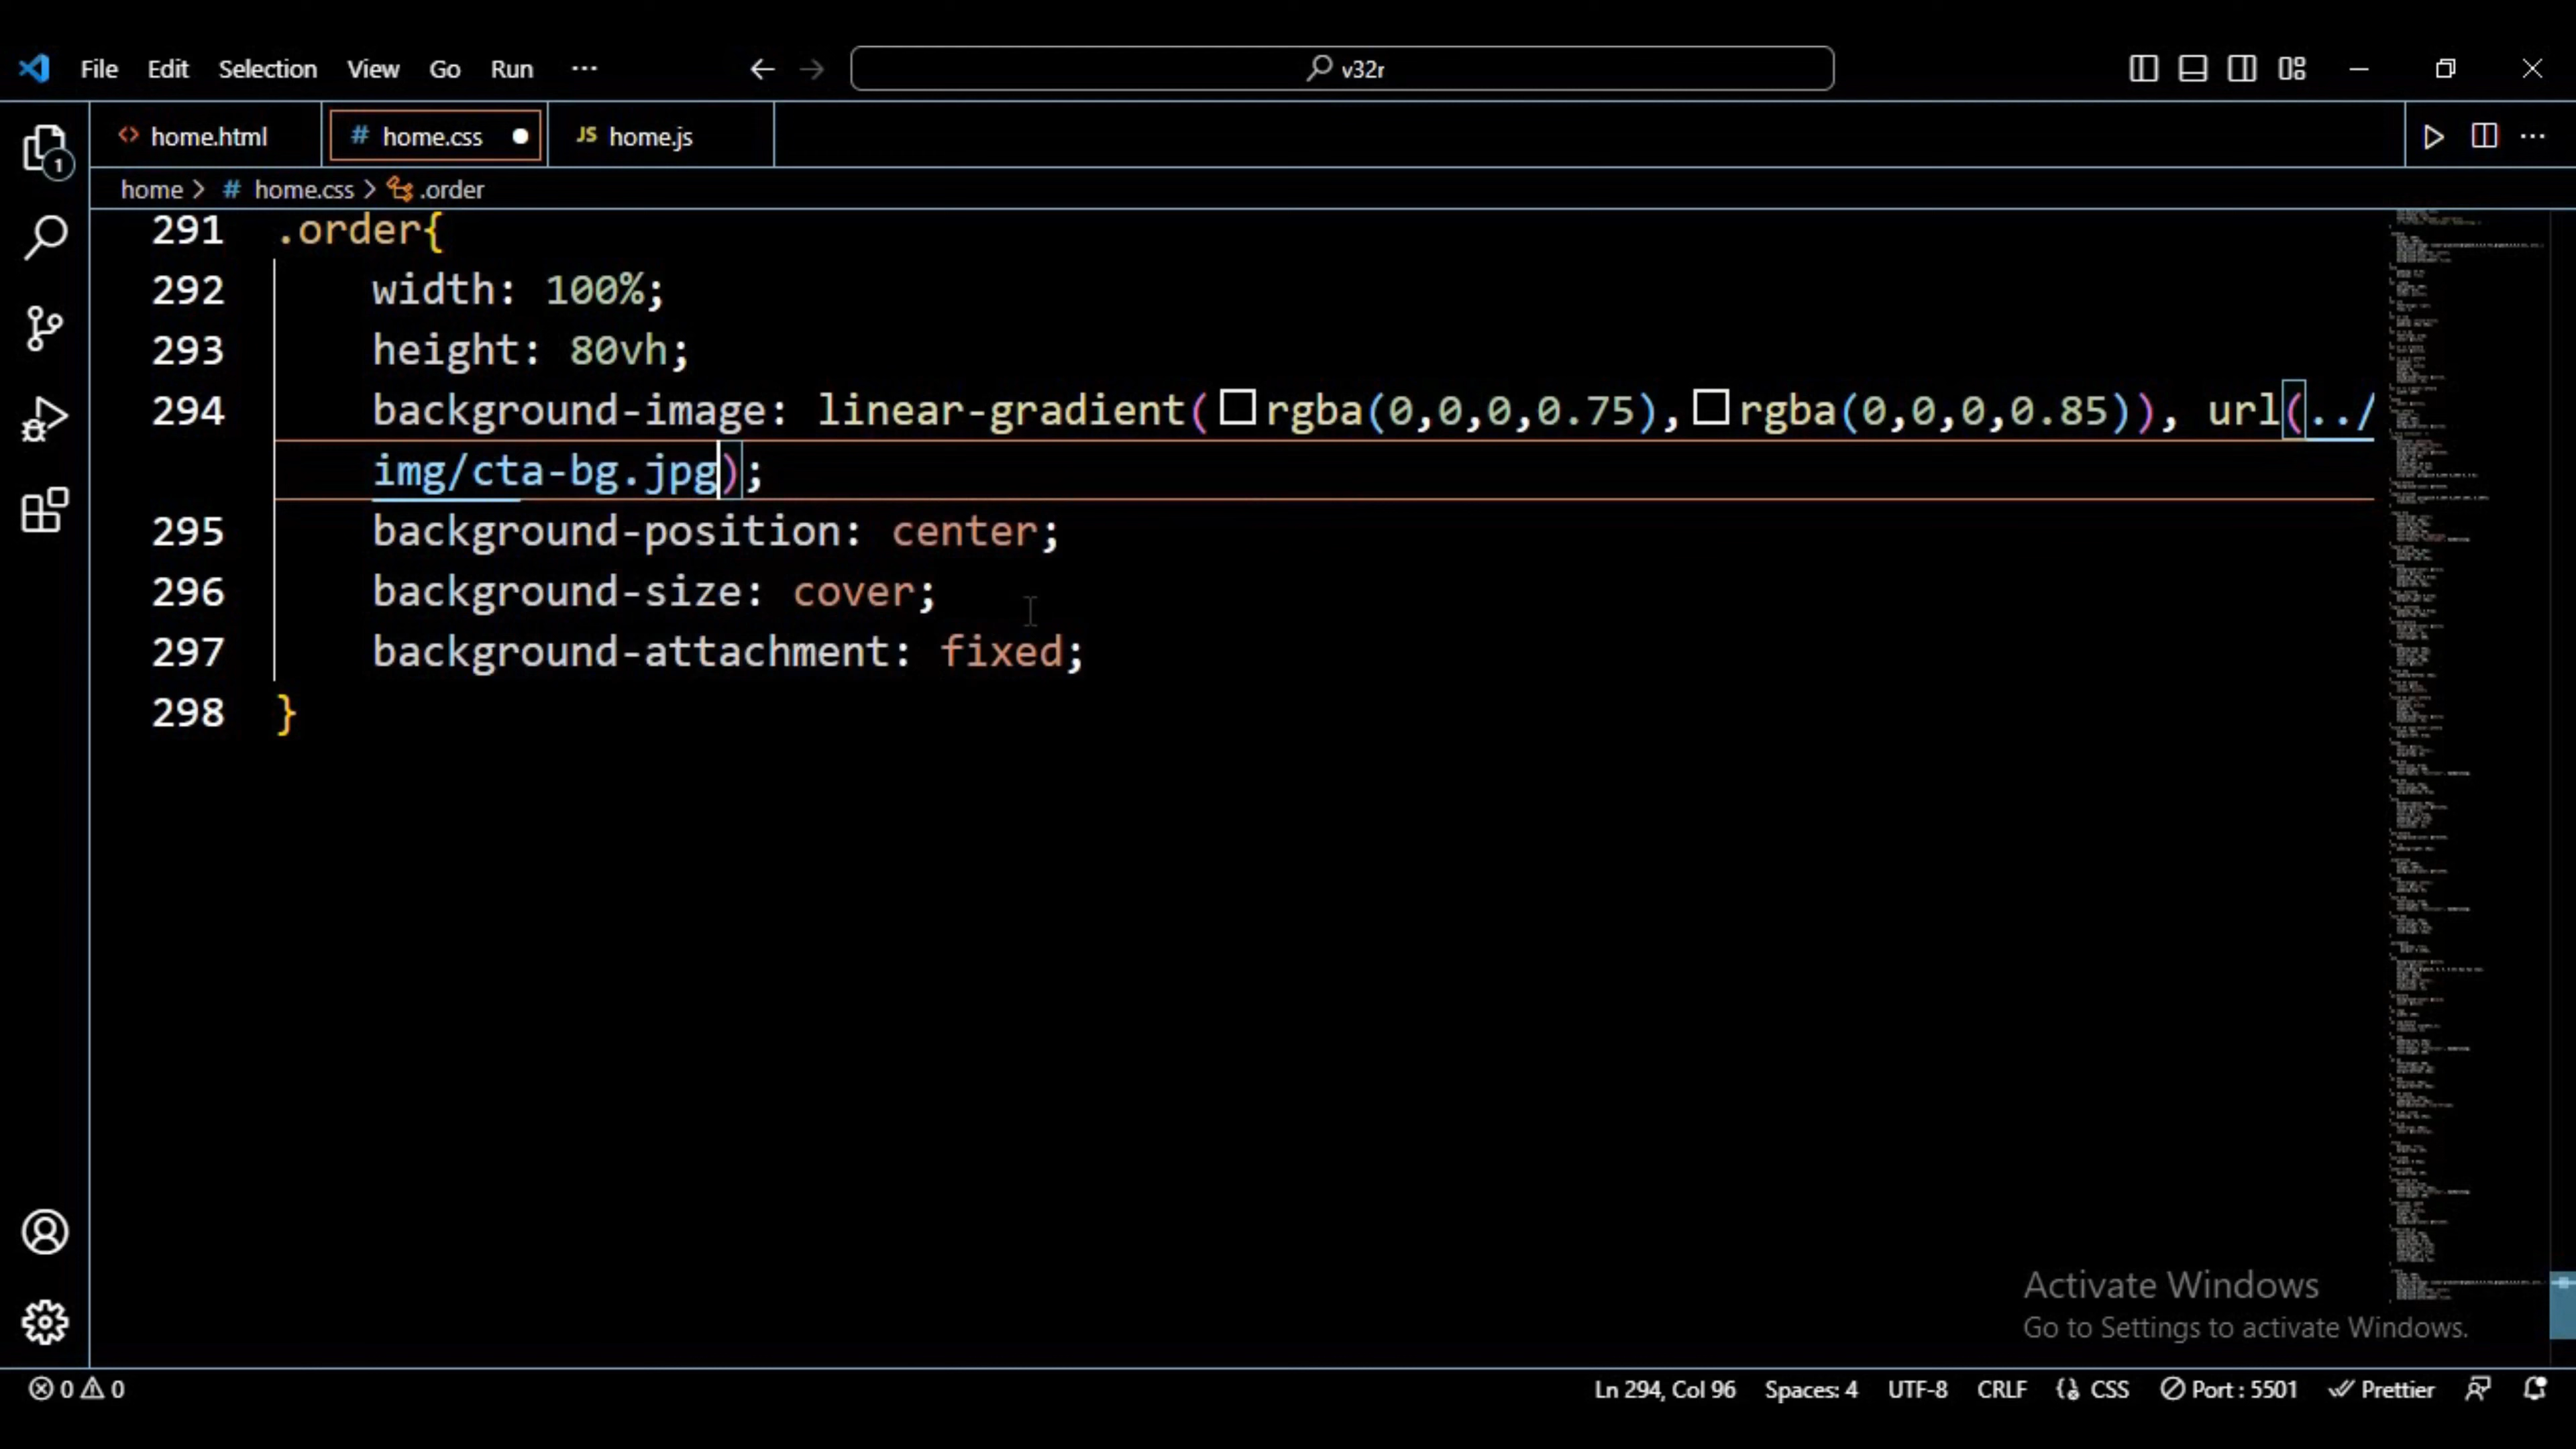 File Edit Selection View Go Run ··· v32r
home.html home.css JS home.js
home > # home.css > .order
291 .order{
292 width: 100%;
293 height: 80vh;
294 background-image: linear-gradient(rgba(0,0,0,0.75),rgba(0,0,0,0.85)), url(../
img/cta-bg.jpg);
295 background-position: center;
296 background-size: cover;
297 background-attachment: fixed;
298 }
1
Activate Windows
Go to Settings to activate Windows.
0 0 Ln 294, Col 96 Spaces: 4 UTF-8 CRLF CSS Port : 5501 Prettier